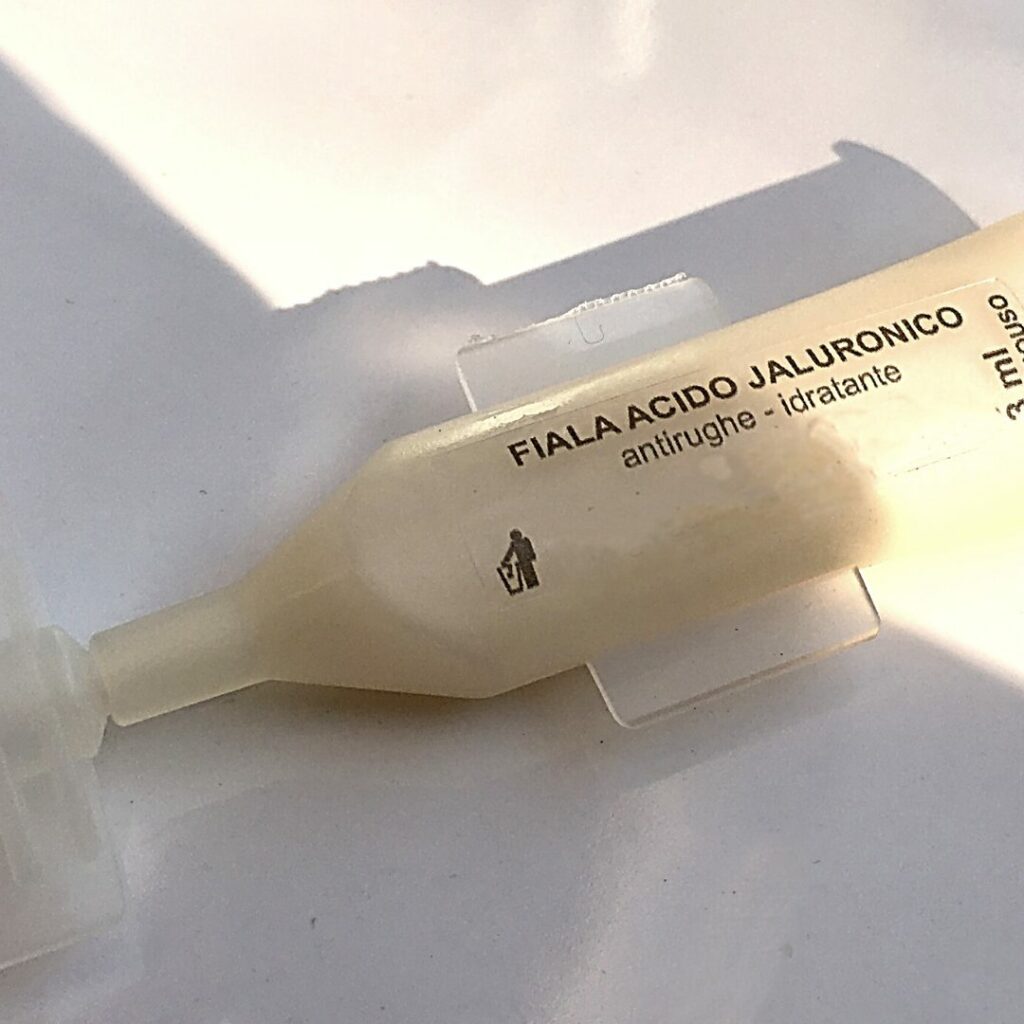 FIALA ACIDO JALURONICO
antirughe - idratante
3 ml